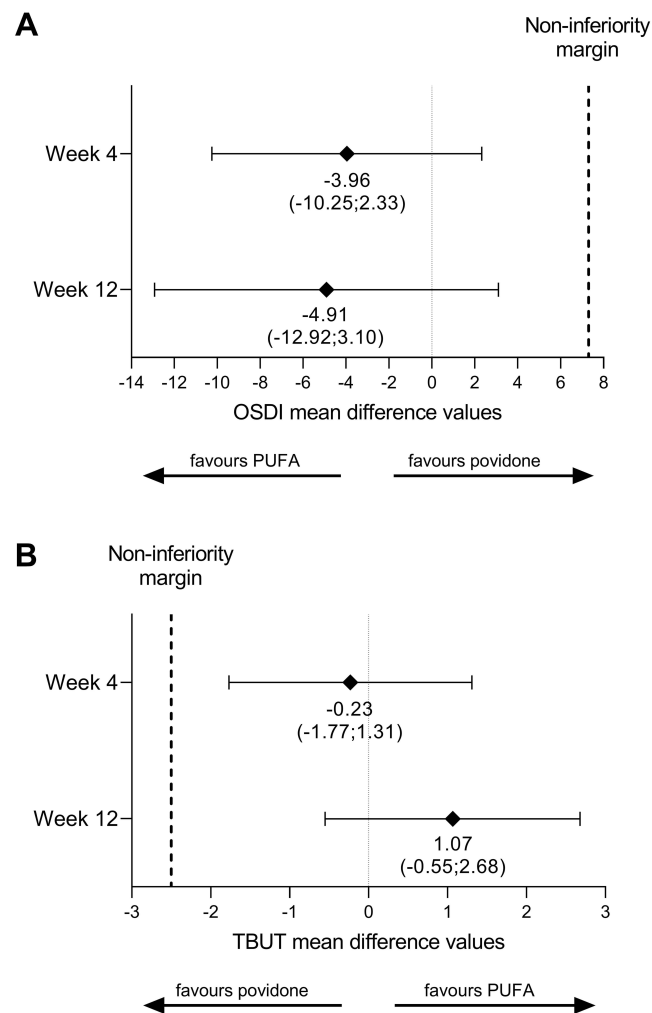 A
Non-inferiority
margin
Week 4
-3.96
(-10.25;2.33)
Week 12
-4.91
(-12.92;3.10)
-14 -12 -10 -8 -6 -4 -2 0 2 4 6 8
OSDI mean difference values
favours PUFA favours povidone
B
Non-inferiority
margin
Week 4
-0.23
(-1.77;1.31)
Week 12
1.07
(-0.55;2.68)
-3 -2 -1 0 1 2 3
TBUT mean difference values
favours povidone favours PUFA